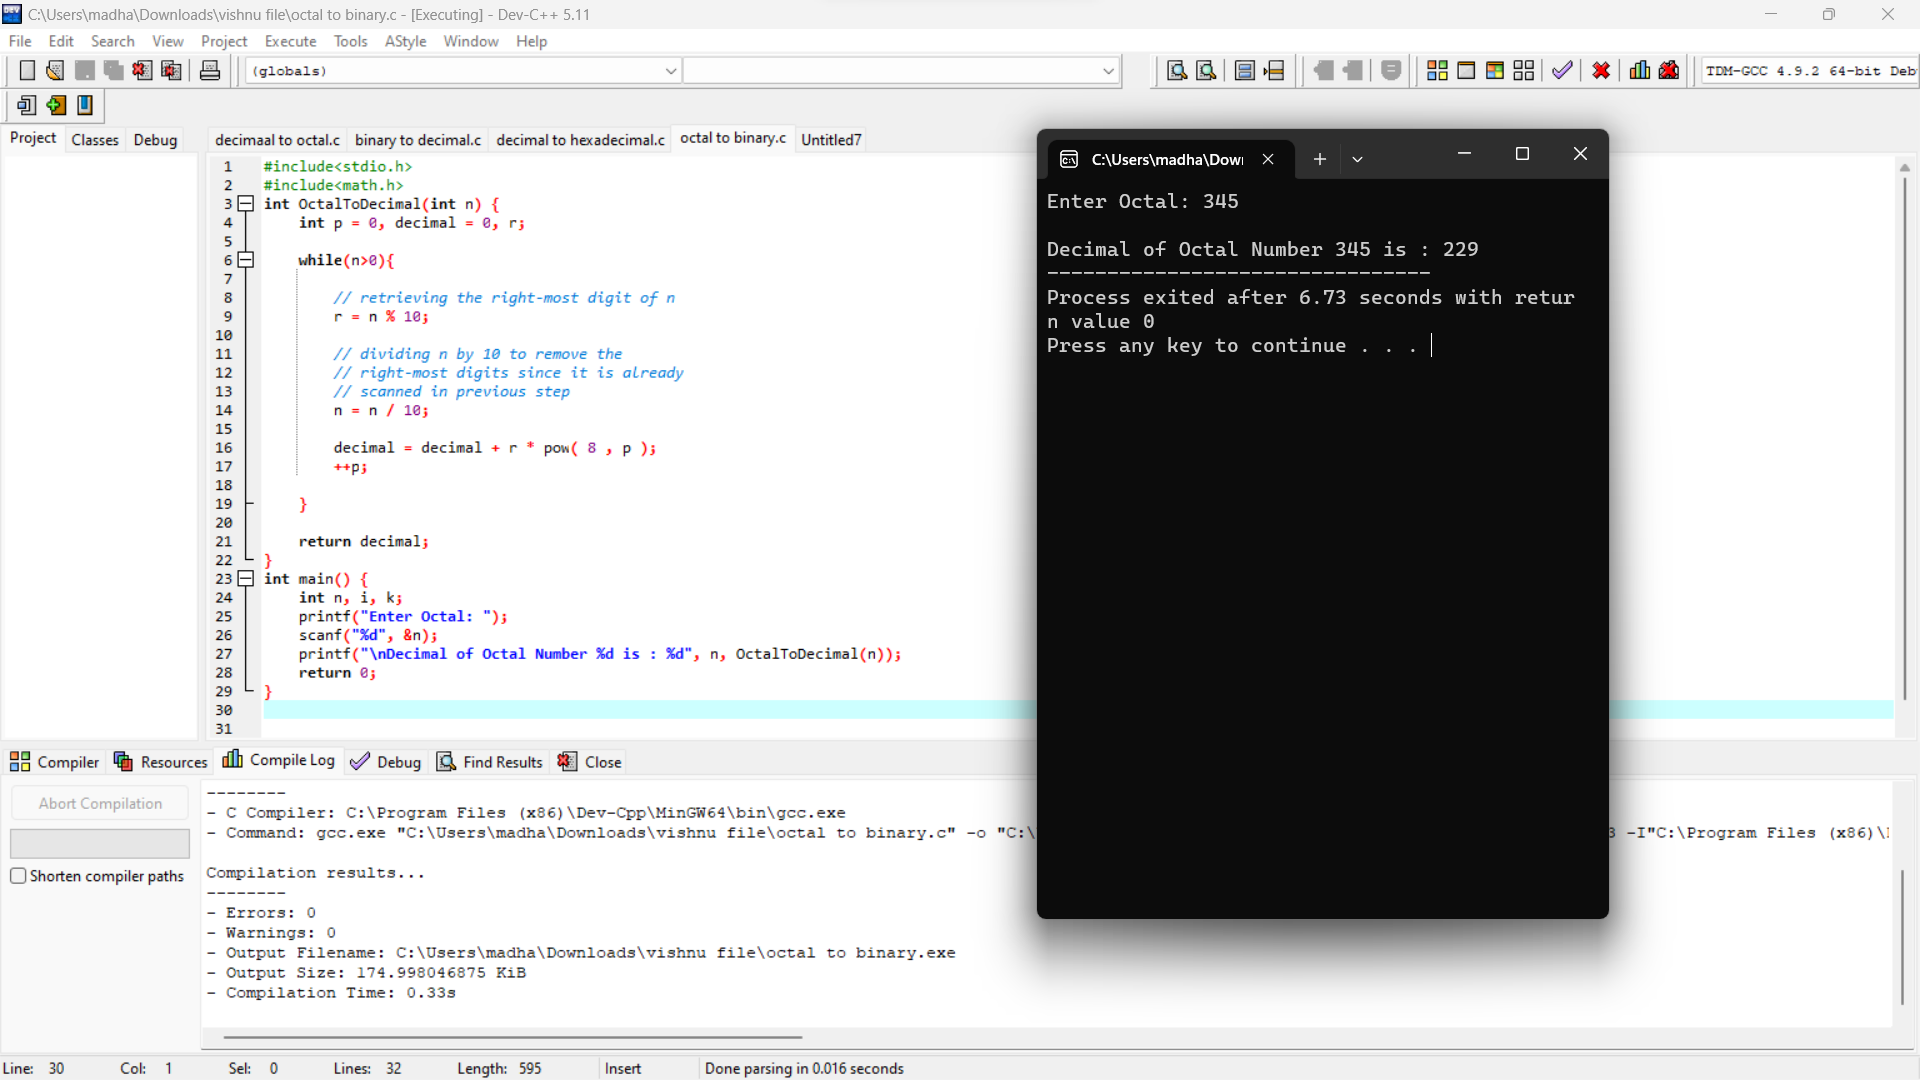 C:\Users\madha\Downloads\vishnu file\octal to binary.c - [Executing] - Dev-C++ 5.11
File Edit Search View Project Execute Tools AStyle Window Help
(globals)
TDM-GCC 4.9.2 64-bit Deb
Project Classes Debug
decimaal to octal.c binary to decimal.c decimal to hexadecimal.c octal to binary.c Untitled7
1 #include<stdio.h>
2 #include<math.h>
3 int OctalToDecimal(int n) {
4 int p = 0, decimal = 0, r;
5
6 while(n>0){
7
8 // retrieving the right-most digit of n
9 r = n % 10;
10
11 // dividing n by 10 to remove the
12 // right-most digits since it is already
13 // scanned in previous step
14 n = n / 10;
15
16 decimal = decimal + r * pow( 8 , p );
17 ++p;
18
19 }
20
21 return decimal;
22 }
23 int main() {
24 int n, i, k;
25 printf("Enter Octal: ");
26 scanf("%d", &n);
27 printf("\nDecimal of Octal Number %d is : %d", n, OctalToDecimal(n));
28 return 0;
29 }
30
31
C:\Users\madha\Dow
Enter Octal: 345
Decimal of Octal Number 345 is : 229
--------------------------------
Process exited after 6.73 seconds with retur
n value 0
Press any key to continue . . .
Compiler Resources Compile Log Debug Find Results Close
Abort Compilation
Shorten compiler paths
--------
- C Compiler: C:\Program Files (x86)\Dev-Cpp\MinGW64\bin\gcc.exe
- Command: gcc.exe "C:\Users\madha\Downloads\vishnu file\octal to binary.c" -o "C:\ 3 -I"C:\Program Files (x86)\
Compilation results...
--------
- Errors: 0
- Warnings: 0
- Output Filename: C:\Users\madha\Downloads\vishnu file\octal to binary.exe
- Output Size: 174.998046875 KiB
- Compilation Time: 0.33s
Line: 30 Col: 1 Sel: 0 Lines: 32 Length: 595 Insert Done parsing in 0.016 seconds